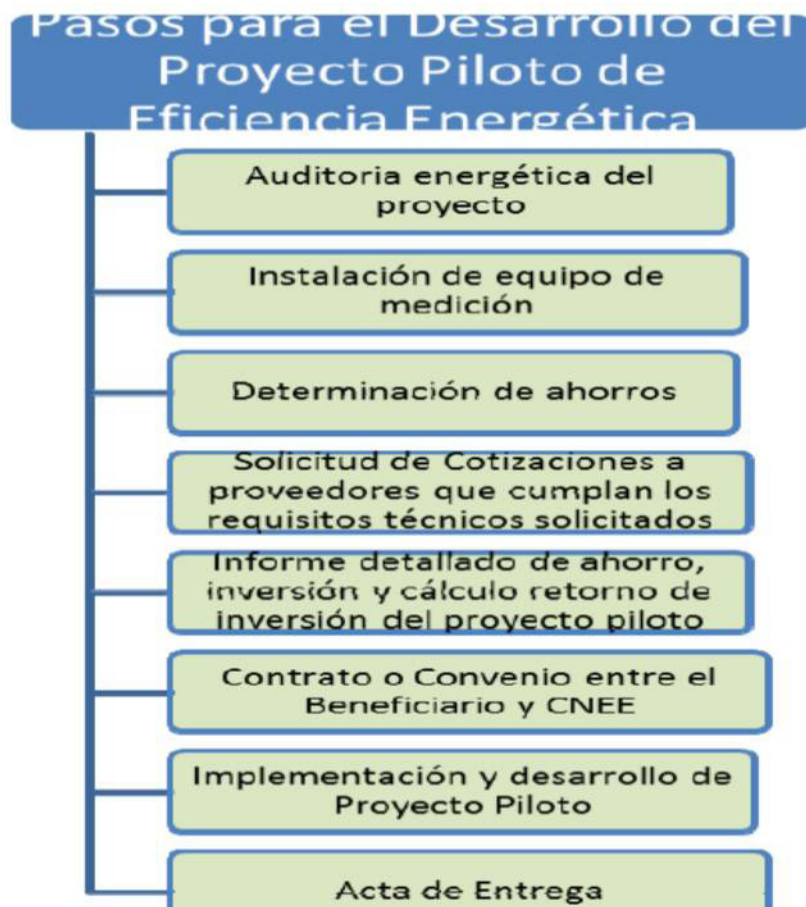 Pasos para el Desarrollo del
Proyecto Piloto de
Eficiencia Energética
Auditoria energética del
proyecto
Instalación de equipo de
medición
Determinación de ahorros
Solicitud de Cotizaciones a
proveedores que cumplan los
requisitos técnicos solicitados
Informe detallado de ahorro,
inversión y cálculo retorno de
inversión del proyecto piloto
Contrato o Convenio entre el
Beneficiario y CNEE
Implementación y desarrollo de
Proyecto Piloto
Acta de Entrega